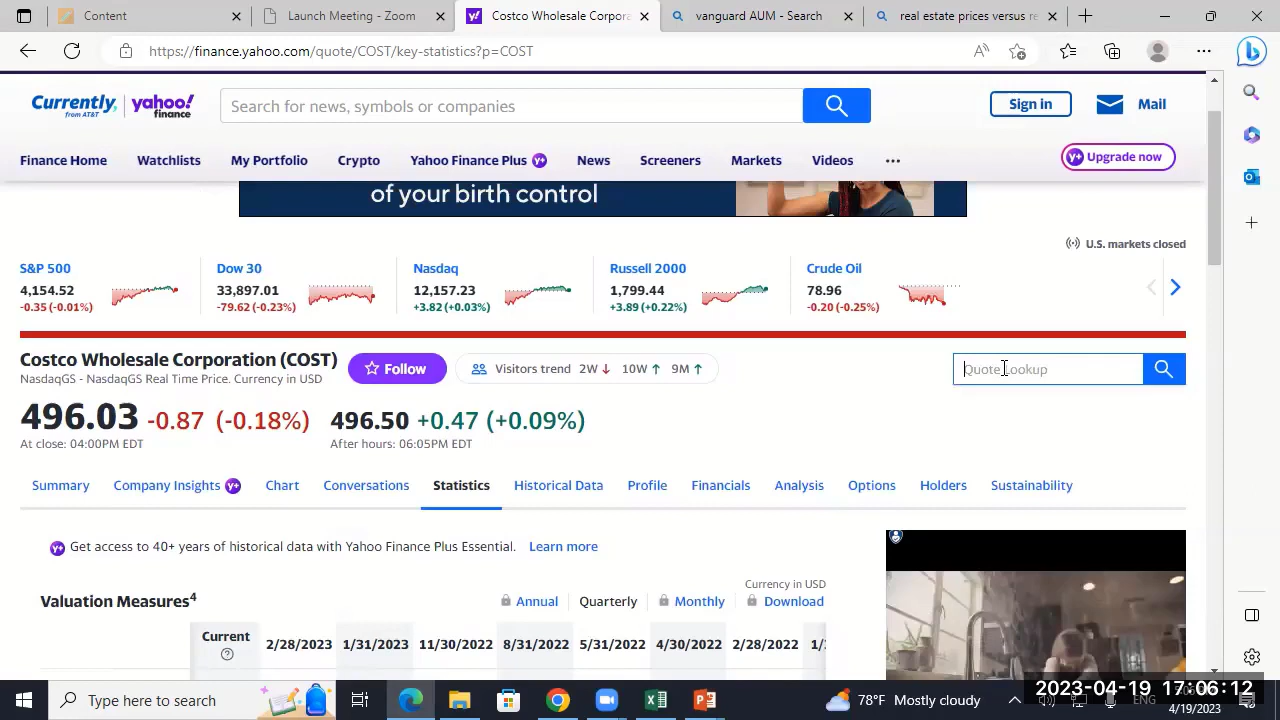 Content
Launch Meeting - Zoom
Costco Wholesale Corpora
vanguard AUM - Search
real estate prices versus re
https://finance.yahoo.com/quote/COST/key-statistics?p=COST
Currently, from AT&T
yahoo! finance
Search for news, symbols or companies
Sign in
Mail
Finance Home Watchlists My Portfolio Crypto Yahoo Finance Plus News Screeners Markets Videos ...
Upgrade now
of your birth control
U.S. markets closed
S&P 500 Dow 30 Nasdaq Russell 2000 Crude Oil
4,154.52 33,897.01 12,157.23 1,799.44 78.96
-0.35 (-0.01%) -79.62 (-0.23%) +3.82 (+0.03%) +3.89 (+0.22%) -0.20 (-0.25%)
Costco Wholesale Corporation (COST)
Follow
Visitors trend 2W ↓ 10W ↑ 9M ↑
Quote Lookup
NasdaqGS - NasdaqGS Real Time Price. Currency in USD
496.03 -0.87 (-0.18%) 496.50 +0.47 (+0.09%)
At close: 04:00PM EDT After hours: 06:05PM EDT
Summary Company Insights Chart Conversations Statistics Historical Data Profile Financials Analysis Options Holders Sustainability
Get access to 40+ years of historical data with Yahoo Finance Plus Essential. Learn more
Currency in USD
Valuation Measures4
Annual Quarterly Monthly Download
Current 2/28/2023 1/31/2023 11/30/2022 8/31/2022 5/31/2022 4/30/2022 2/28/2022 1/
Type here to search
78°F Mostly cloudy
ENG
2023-04-19 17:06:12
4/19/2023